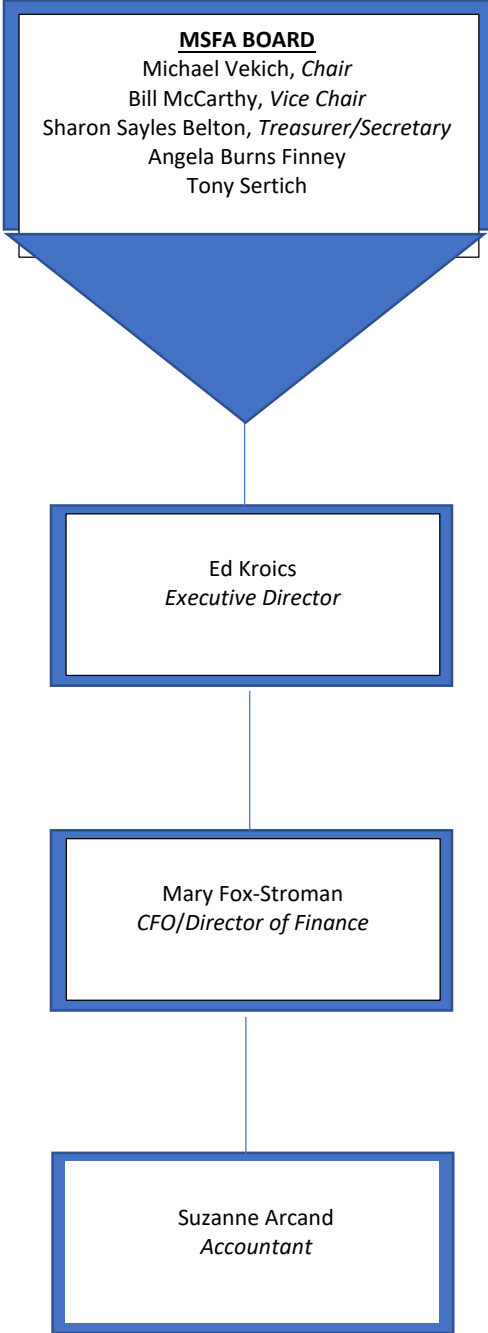 MSFA BOARD
Michael Vekich, Chair
Bill McCarthy, Vice Chair
Sharon Sayles Belton, Treasurer/Secretary
Angela Burns Finney
Tony Sertich
Ed Kroics
Executive Director
Mary Fox-Stroman
CFO/Director of Finance
Suzanne Arcand
Accountant